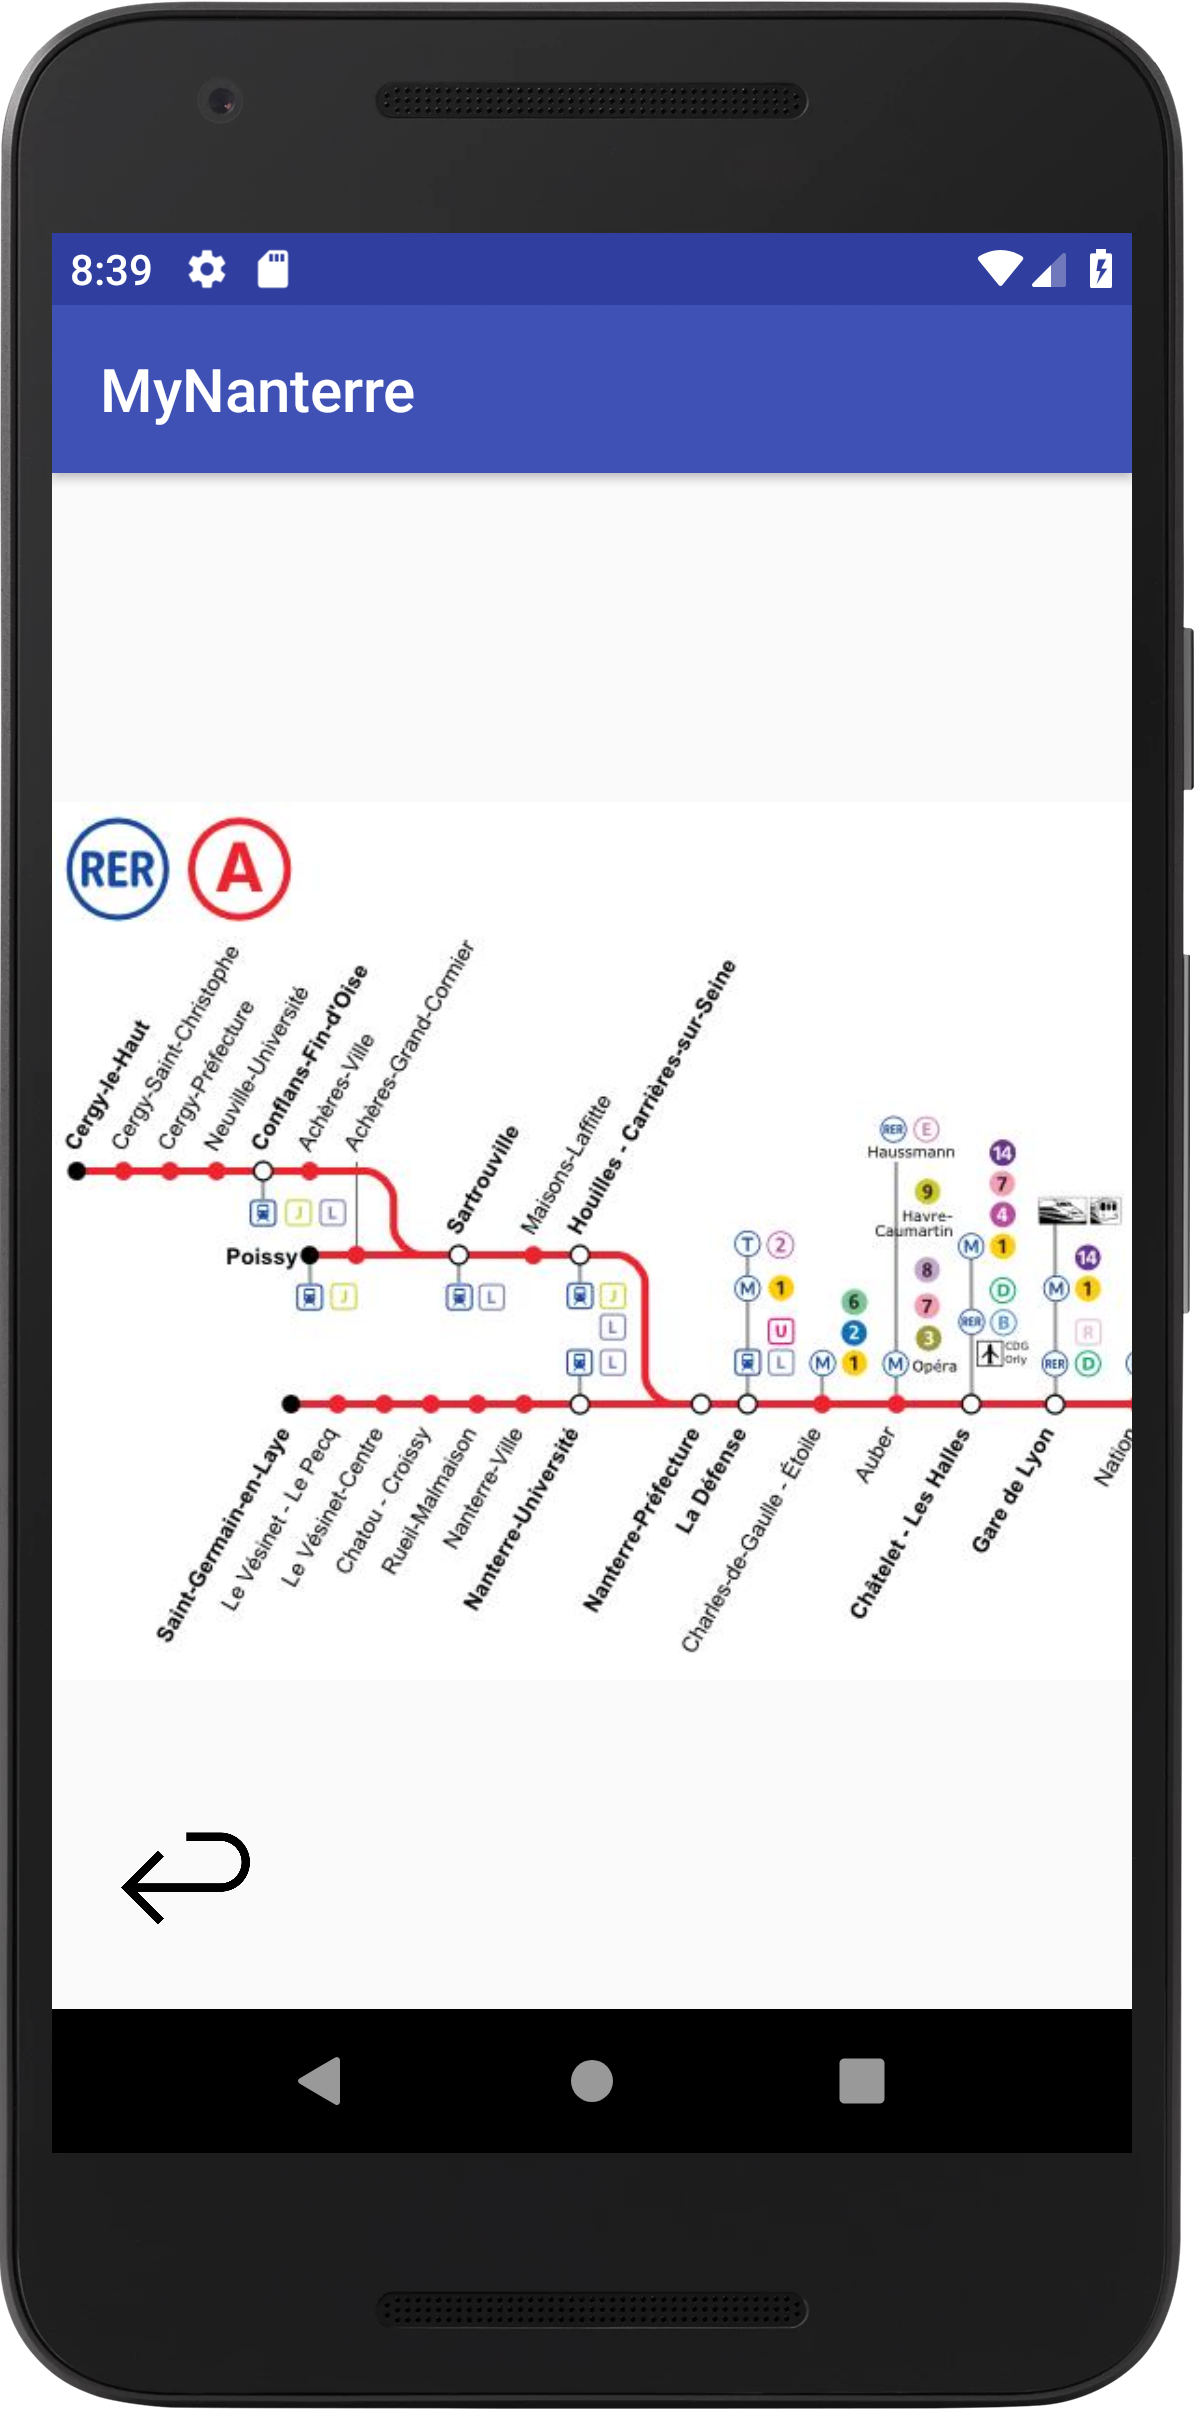 8:39
MyNanterre
RER A
Cergy-le-Haut
Cergy-Saint-Christophe
Cergy-Préfecture
Neuville-Université
Conflans-Fin-d'Oise
Achères-Ville
Achères-Grand-Cormier
Sartrouville
Maisons-Laffitte
Houilles - Carrières-sur-Seine
J L
Poissy
J
L
J
L
L
T 2
M 1
U
L
6
2
M 1
RER E
Haussmann
9
Havre-
Caumartin
8
7
3
M Opéra
14
7
4
M 1
D
RER B
CDG
Orly
14
M 1
R
RER D
Saint-Germain-en-Laye
Le Vésinet - Le Pecq
Le Vésinet-Centre
Chatou - Croissy
Rueil-Malmaison
Nanterre-Ville
Nanterre-Université
Nanterre-Préfecture
La Défense
Charles-de-Gaulle - Étoile
Auber
Châtelet - Les Halles
Gare de Lyon
Nation